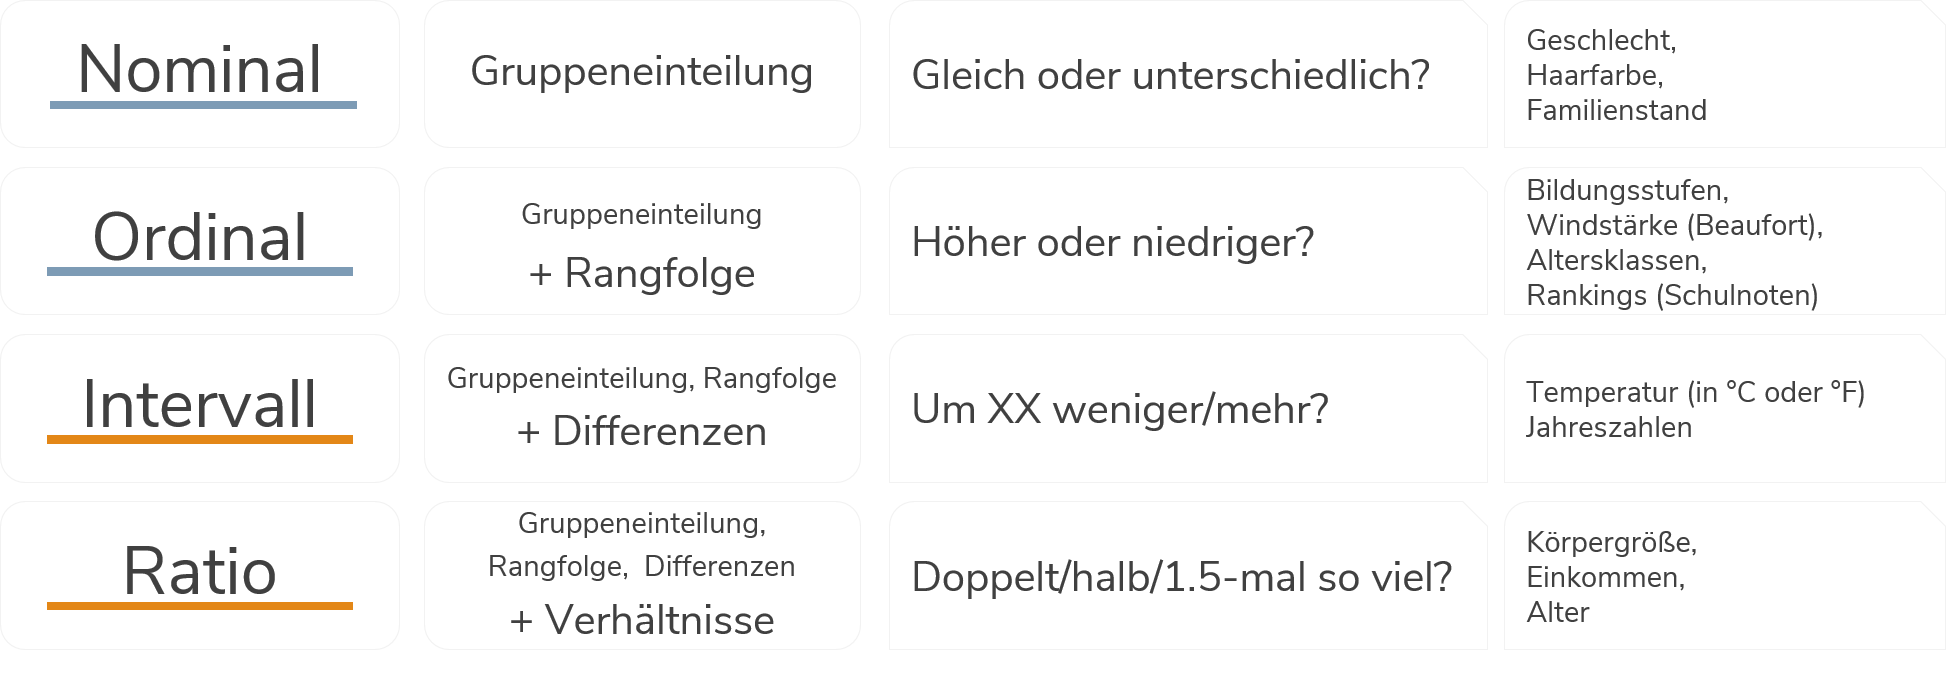 Nominal
Gruppeneinteilung
Gleich oder unterschiedlich?
Geschlecht,
Haarfarbe,
Familienstand
Ordinal
Gruppeneinteilung
+ Rangfolge
Höher oder niedriger?
Bildungsstufen,
Windstärke (Beaufort),
Altersklassen,
Rankings (Schulnoten)
Intervall
Gruppeneinteilung, Rangfolge
+ Differenzen
Um XX weniger/mehr?
Temperatur (in °C oder °F)
Jahreszahlen
Ratio
Gruppeneinteilung,
Rangfolge, Differenzen
+ Verhältnisse
Doppelt/halb/1.5-mal so viel?
Körpergröße,
Einkommen,
Alter